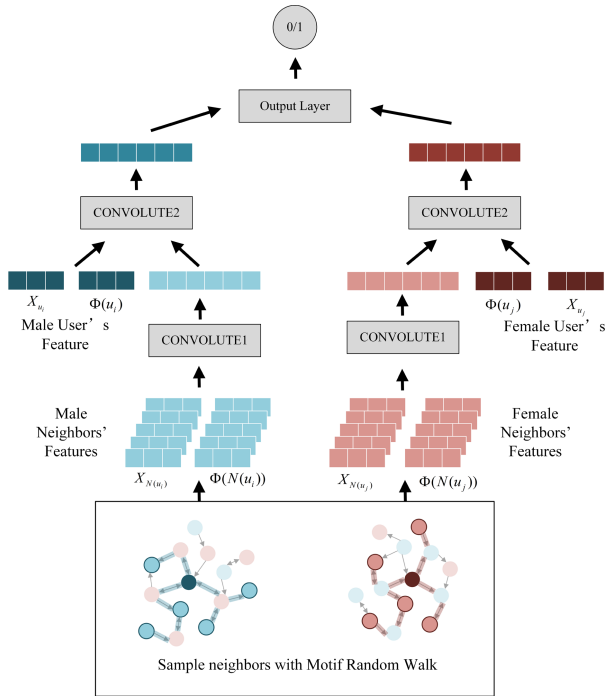 0/1
Output Layer
CONVOLUTE2
CONVOLUTE2
X_{u_i}
Φ(u_i)
Male User’s
Feature
Φ(u_j)
X_{u_j}
Female User’s
Feature
CONVOLUTE1
CONVOLUTE1
Male
Neighbors’
Features
Female
Neighbors’
Features
X_{N(u_i)}
Φ(N(u_i))
X_{N(u_j)}
Φ(N(u_j))
Sample neighbors with Motif Random Walk